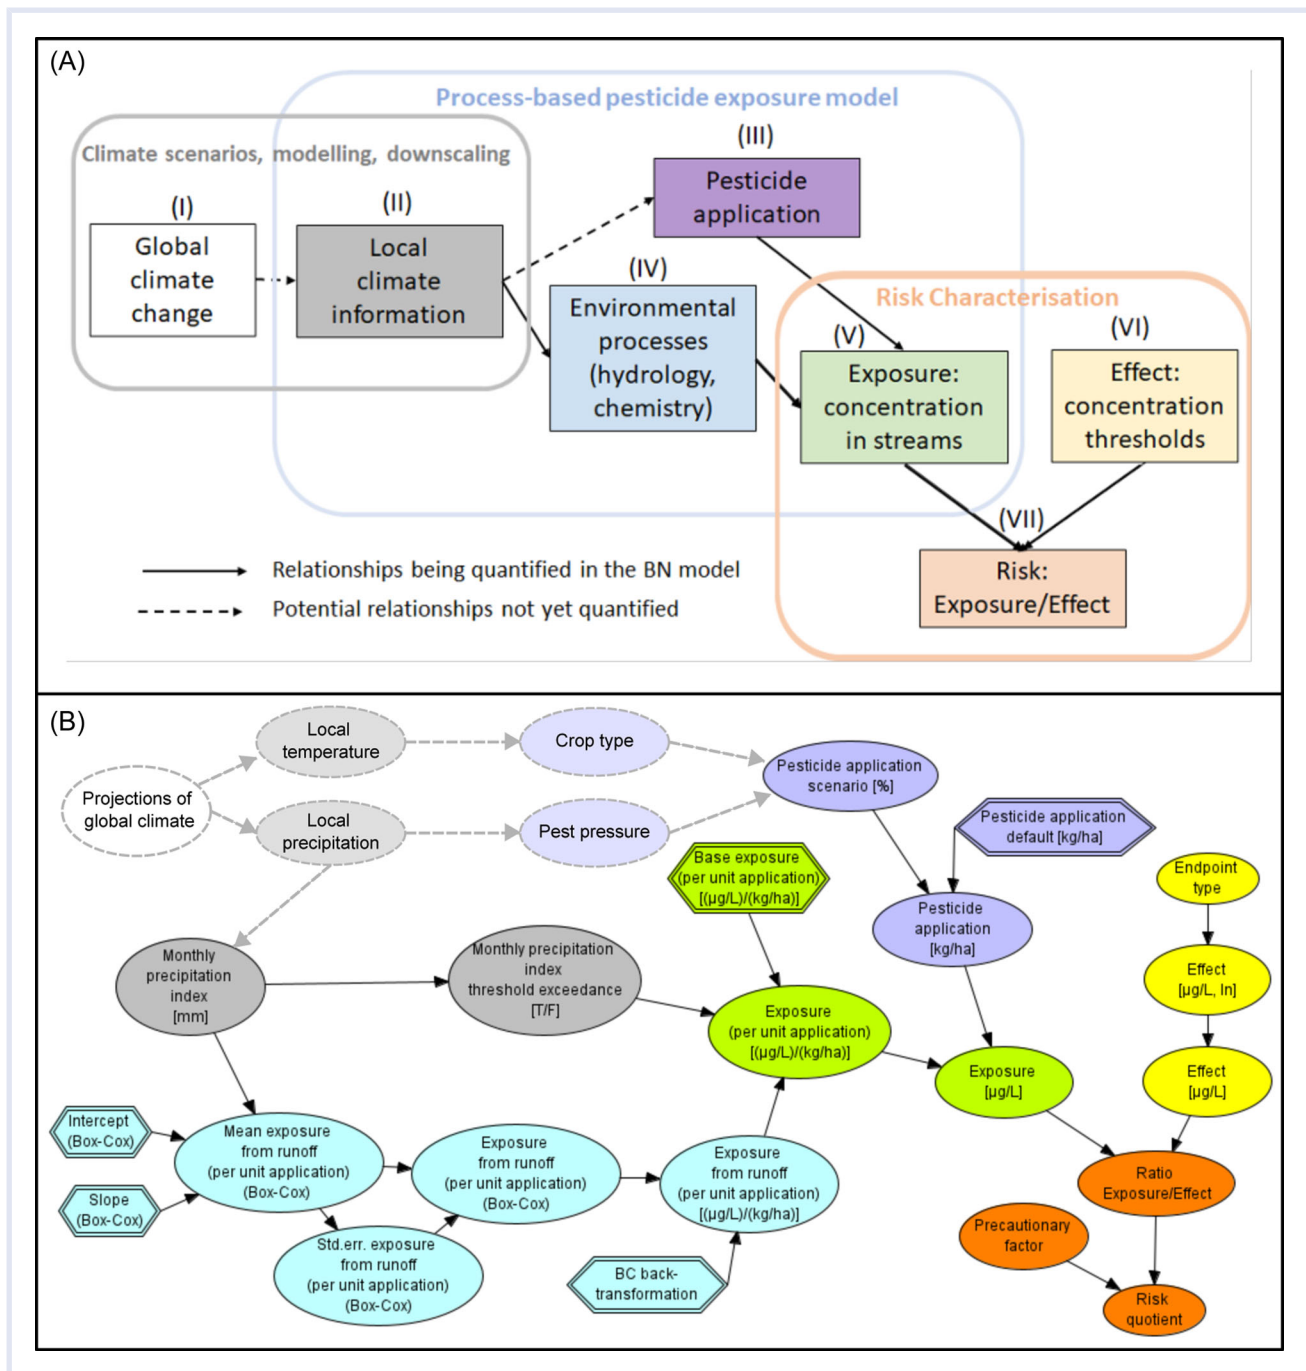 (A)
Process-based pesticide exposure model
Climate scenarios, modelling, downscaling
(I)
Global
climate
change
(II)
Local
climate
information
(III)
Pesticide
application
(IV)
Environmental
processes
(hydrology,
chemistry)
Risk Characterisation
(V)
Exposure:
concentration
in streams
(VI)
Effect:
concentration
thresholds
(VII)
Risk:
Exposure/Effect
Relationships being quantified in the BN model
Potential relationships not yet quantified
(B)
Projections of
global climate
Local
temperature
Local
precipitation
Crop type
Pest pressure
Pesticide application
scenario [%]
Pesticide application
default [kg/ha]
Pesticide
application
[kg/ha]
Base exposure
(per unit application)
[(µg/L)/(kg/ha)]
Endpoint
type
Effect
[µg/L, ln]
Effect
[µg/L]
Monthly
precipitation
index
[mm]
Monthly precipitation
index
threshold exceedance
[T/F]
Exposure
(per unit application)
[(µg/L)/(kg/ha)]
Exposure
[µg/L]
Intercept
(Box-Cox)
Slope
(Box-Cox)
Mean exposure
from runoff
(per unit application)
(Box-Cox)
Std.err. exposure
from runoff
(per unit application)
(Box-Cox)
Exposure
from runoff
(per unit application)
(Box-Cox)
Exposure
from runoff
(per unit application)
[(µg/L)/(kg/ha)]
BC back-
transformation
Ratio
Exposure/Effect
Precautionary
factor
Risk
quotient